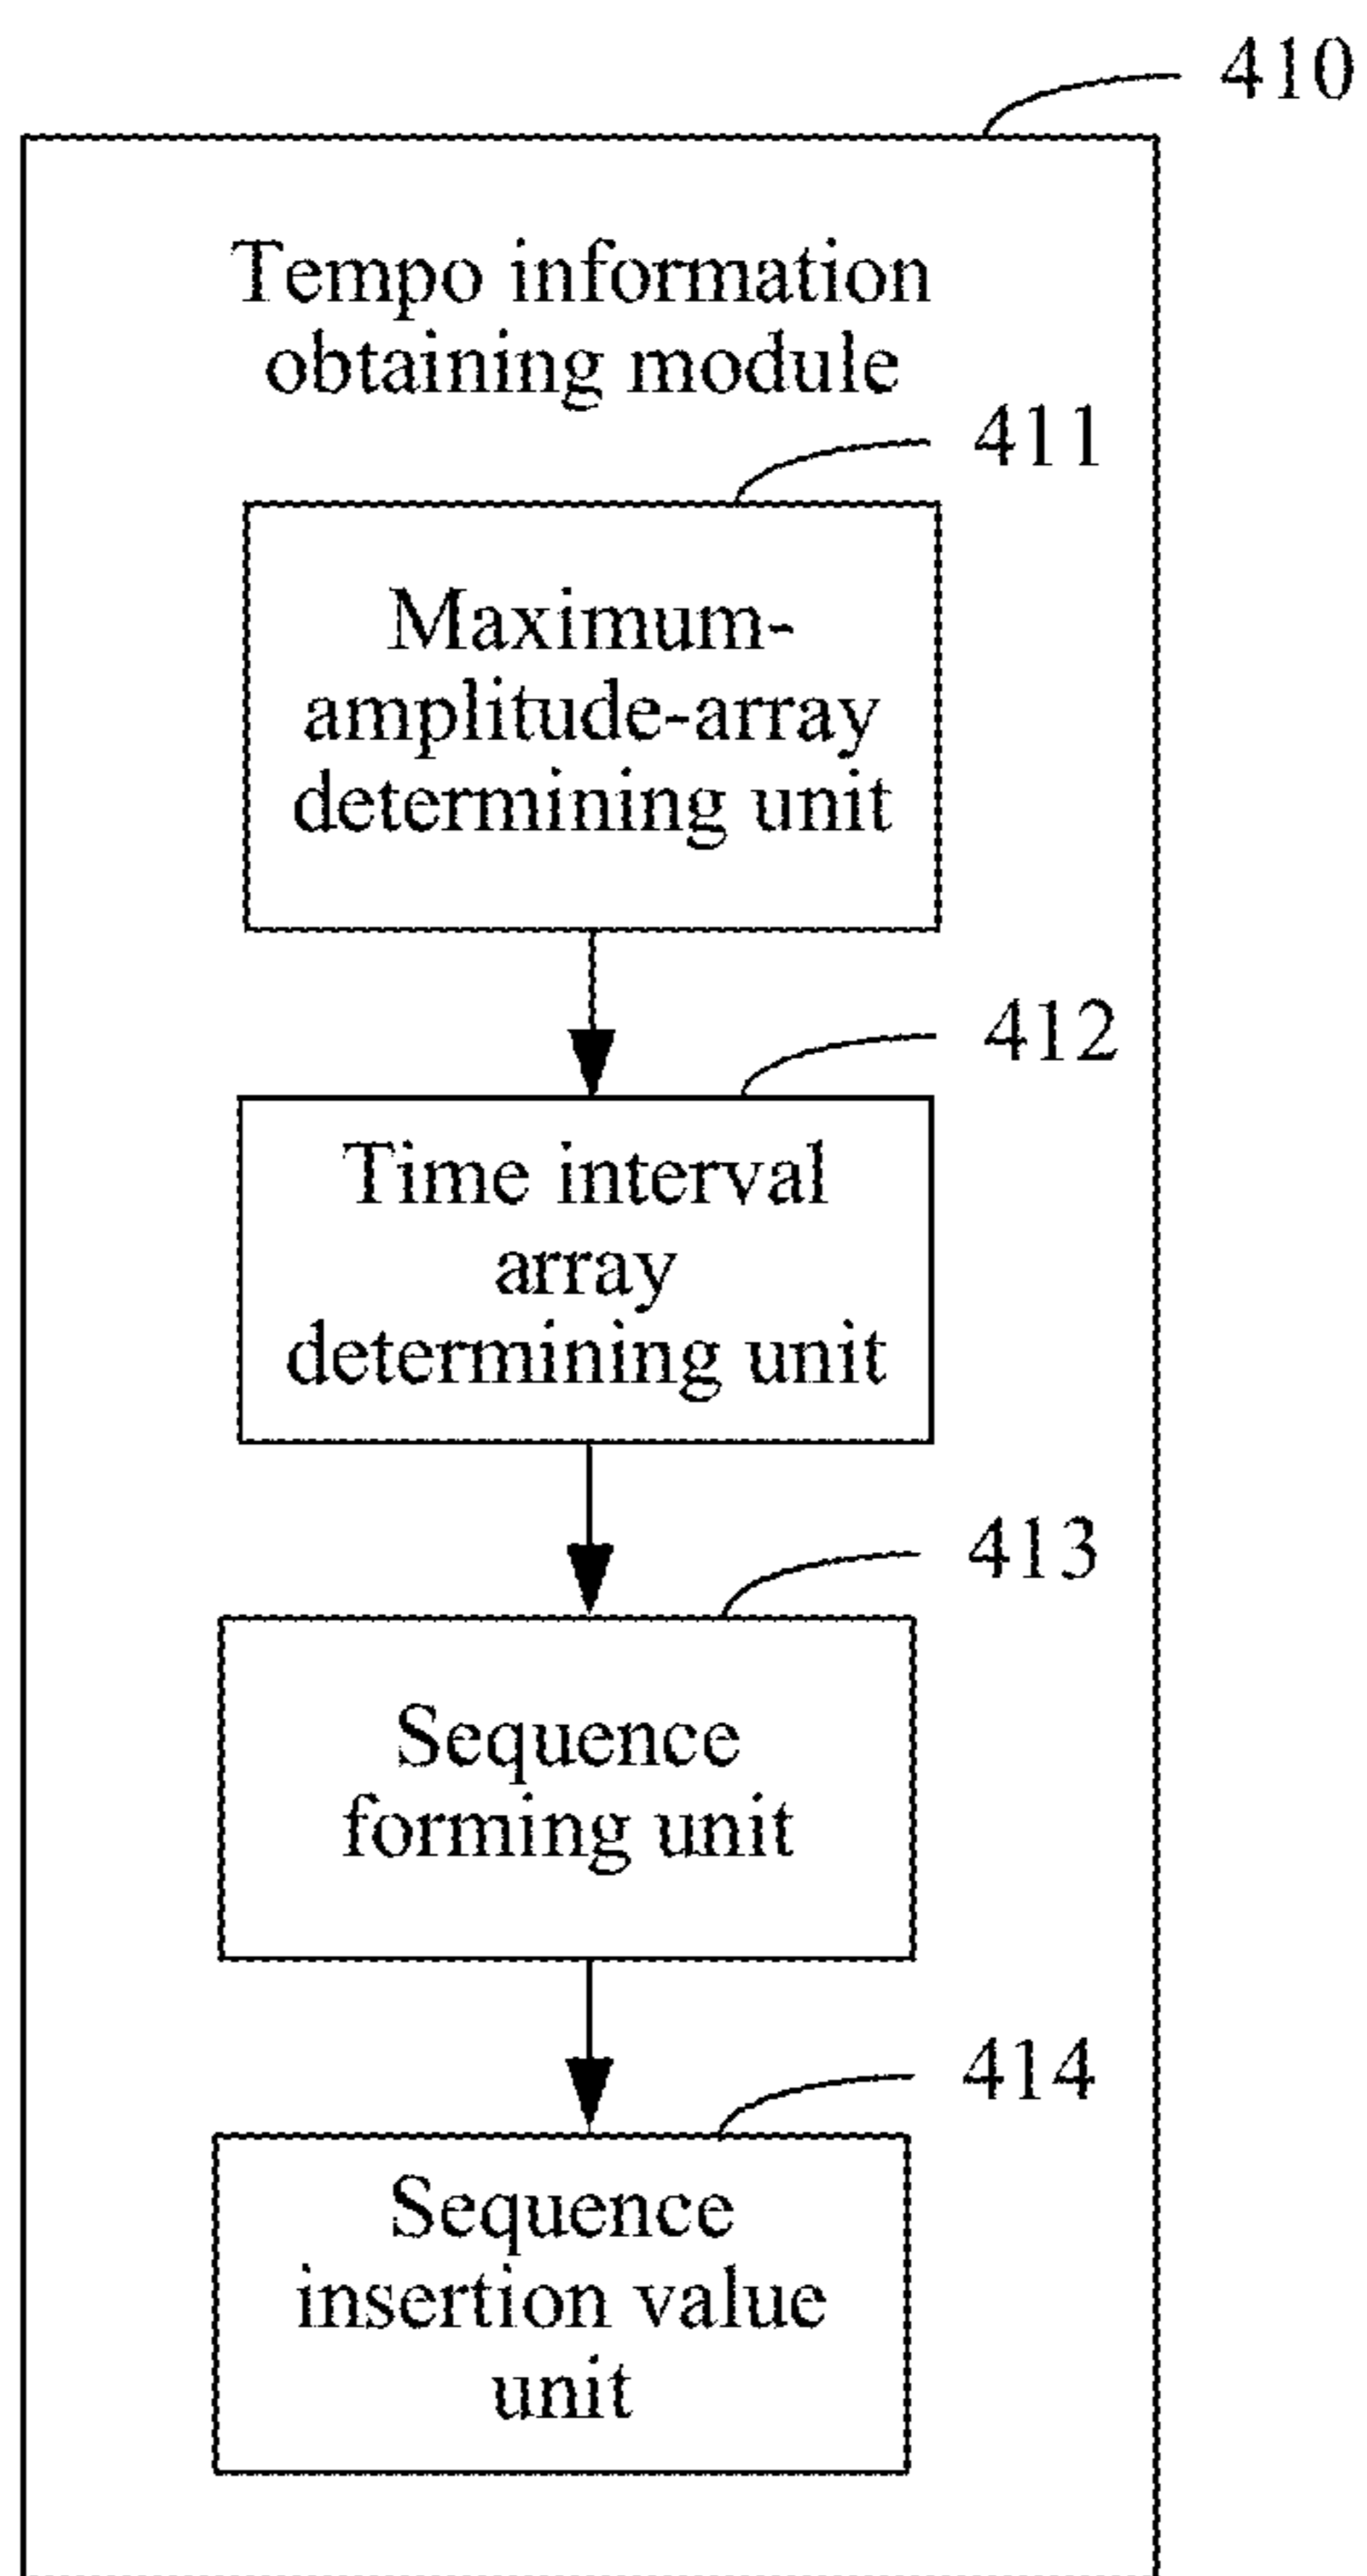 410
Tempo information
obtaining module
411
Maximum-
amplitude-array
determining unit
412
Time interval
array
determining unit
413
Sequence
forming unit
414
Sequence
insertion value
unit